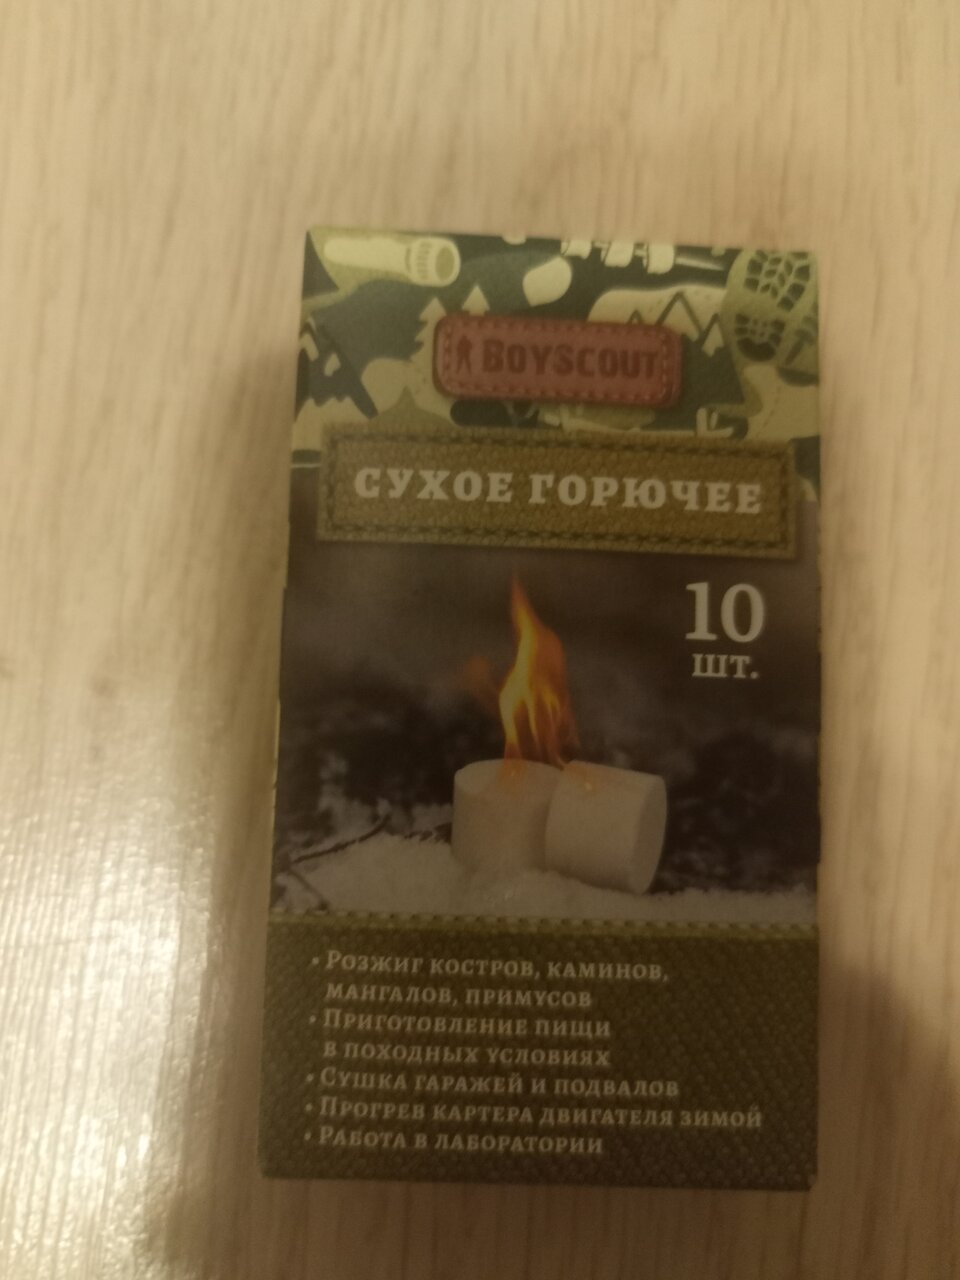 BoyScout
СУХОЕ ГОРЮЧЕЕ
10
шт.
• Розжиг костров, каминов,
мангалов, примусов
• Приготовление пищи
в походных условиях
• Сушка гаражей и подвалов
• Прогрев картера двигателя зимой
• Работа в лаборатории